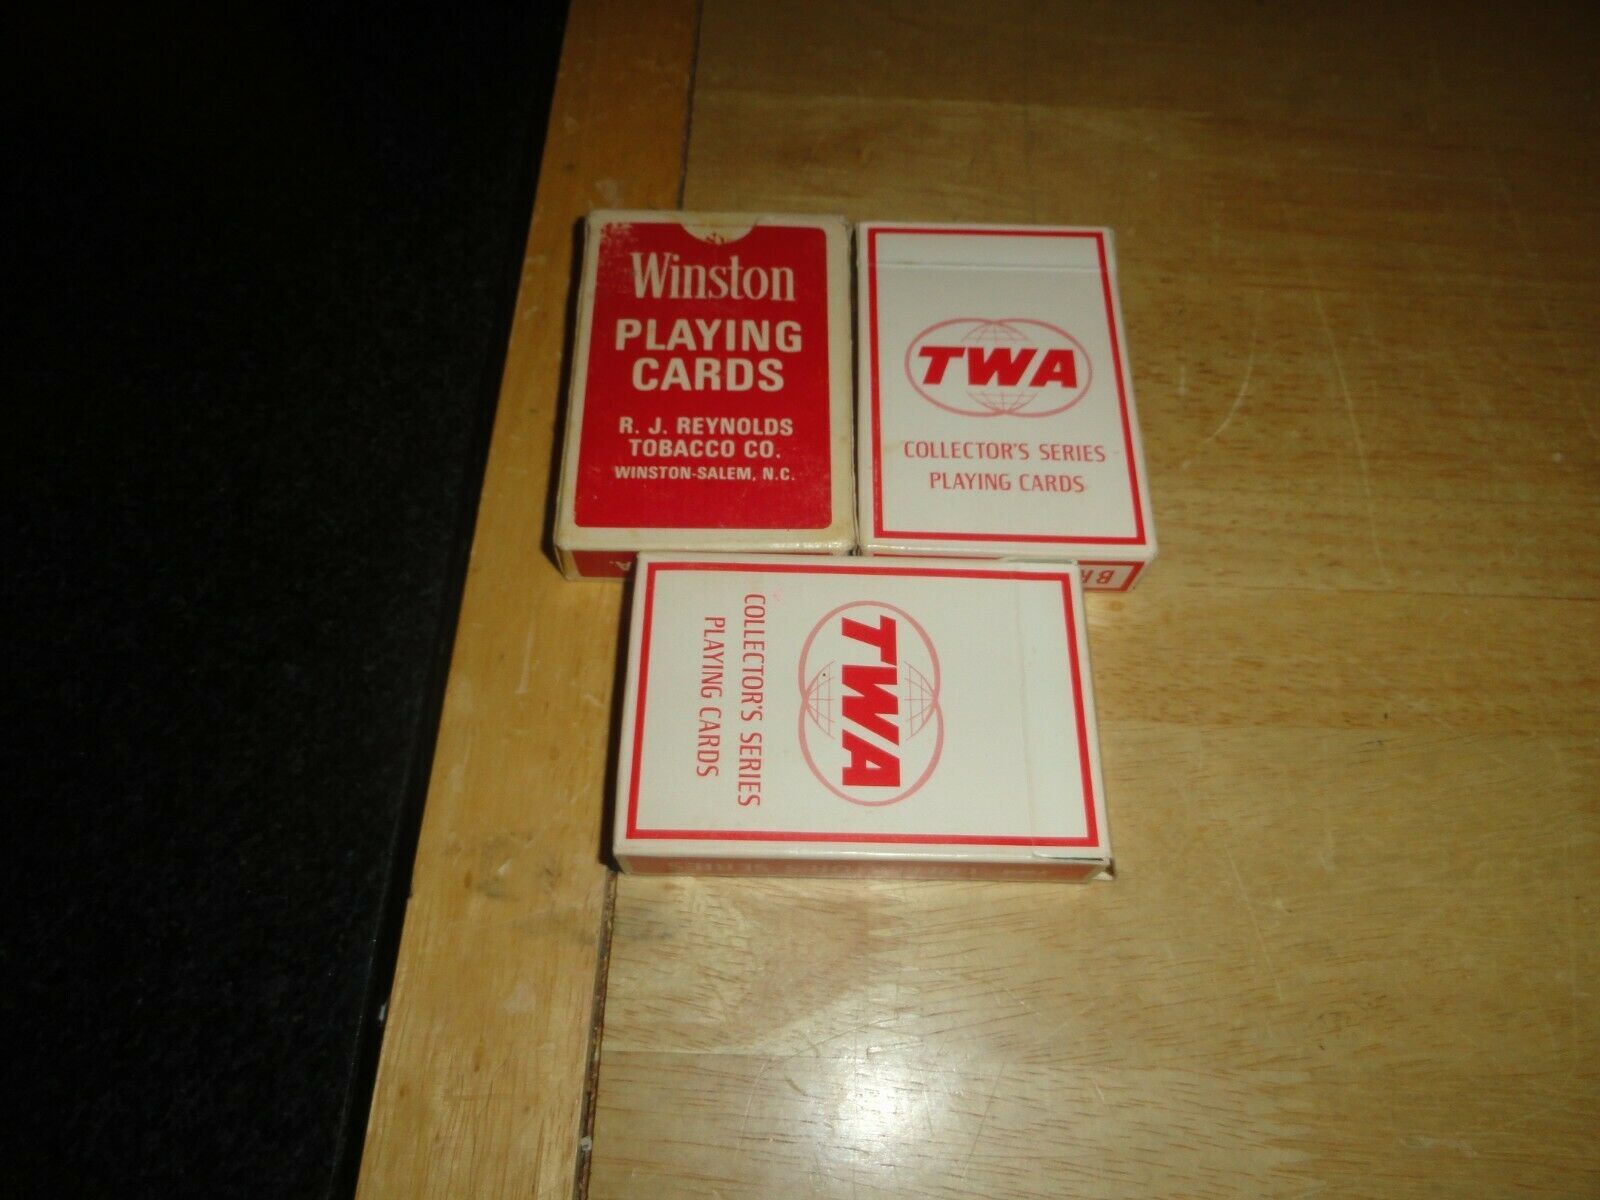 Winston
PLAYING
CARDS
R. J. REYNOLDS
TOBACCO CO.
WINSTON-SALEM, N.C.
TWA
COLLECTOR'S SERIES
PLAYING CARDS
TWA
COLLECTOR'S SERIES
PLAYING CARDS